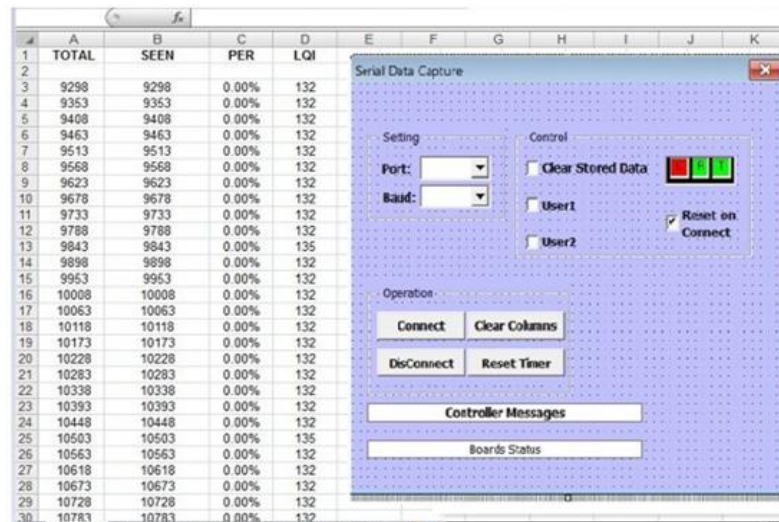 fx
A B C D E F G H I J K
1 TOTAL SEEN PER LQI
2
3 9298 9298 0.00% 132
4 9353 9353 0.00% 132
5 9408 9408 0.00% 132
6 9463 9463 0.00% 132
7 9513 9513 0.00% 132
8 9568 9568 0.00% 132
9 9623 9623 0.00% 132
10 9678 9678 0.00% 132
11 9733 9733 0.00% 132
12 9788 9788 0.00% 132
13 9843 9843 0.00% 135
14 9898 9898 0.00% 132
15 9953 9953 0.00% 132
16 10008 10008 0.00% 132
17 10063 10063 0.00% 132
18 10118 10118 0.00% 132
19 10173 10173 0.00% 132
20 10228 10228 0.00% 132
21 10283 10283 0.00% 132
22 10338 10338 0.00% 132
23 10393 10393 0.00% 132
24 10448 10448 0.00% 132
25 10503 10503 0.00% 135
26 10563 10563 0.00% 132
27 10618 10618 0.00% 132
28 10673 10673 0.00% 132
29 10728 10728 0.00% 132
30 10783 10783 0.00% 132
Serial Data Capture
Setting
Port:
Baud:
Control
Clear Stored Data
R T
User1
User2
Reset on
Connect
Operation
Connect Clear Columns
DisConnect Reset Timer
Controller Messages
Boards Status